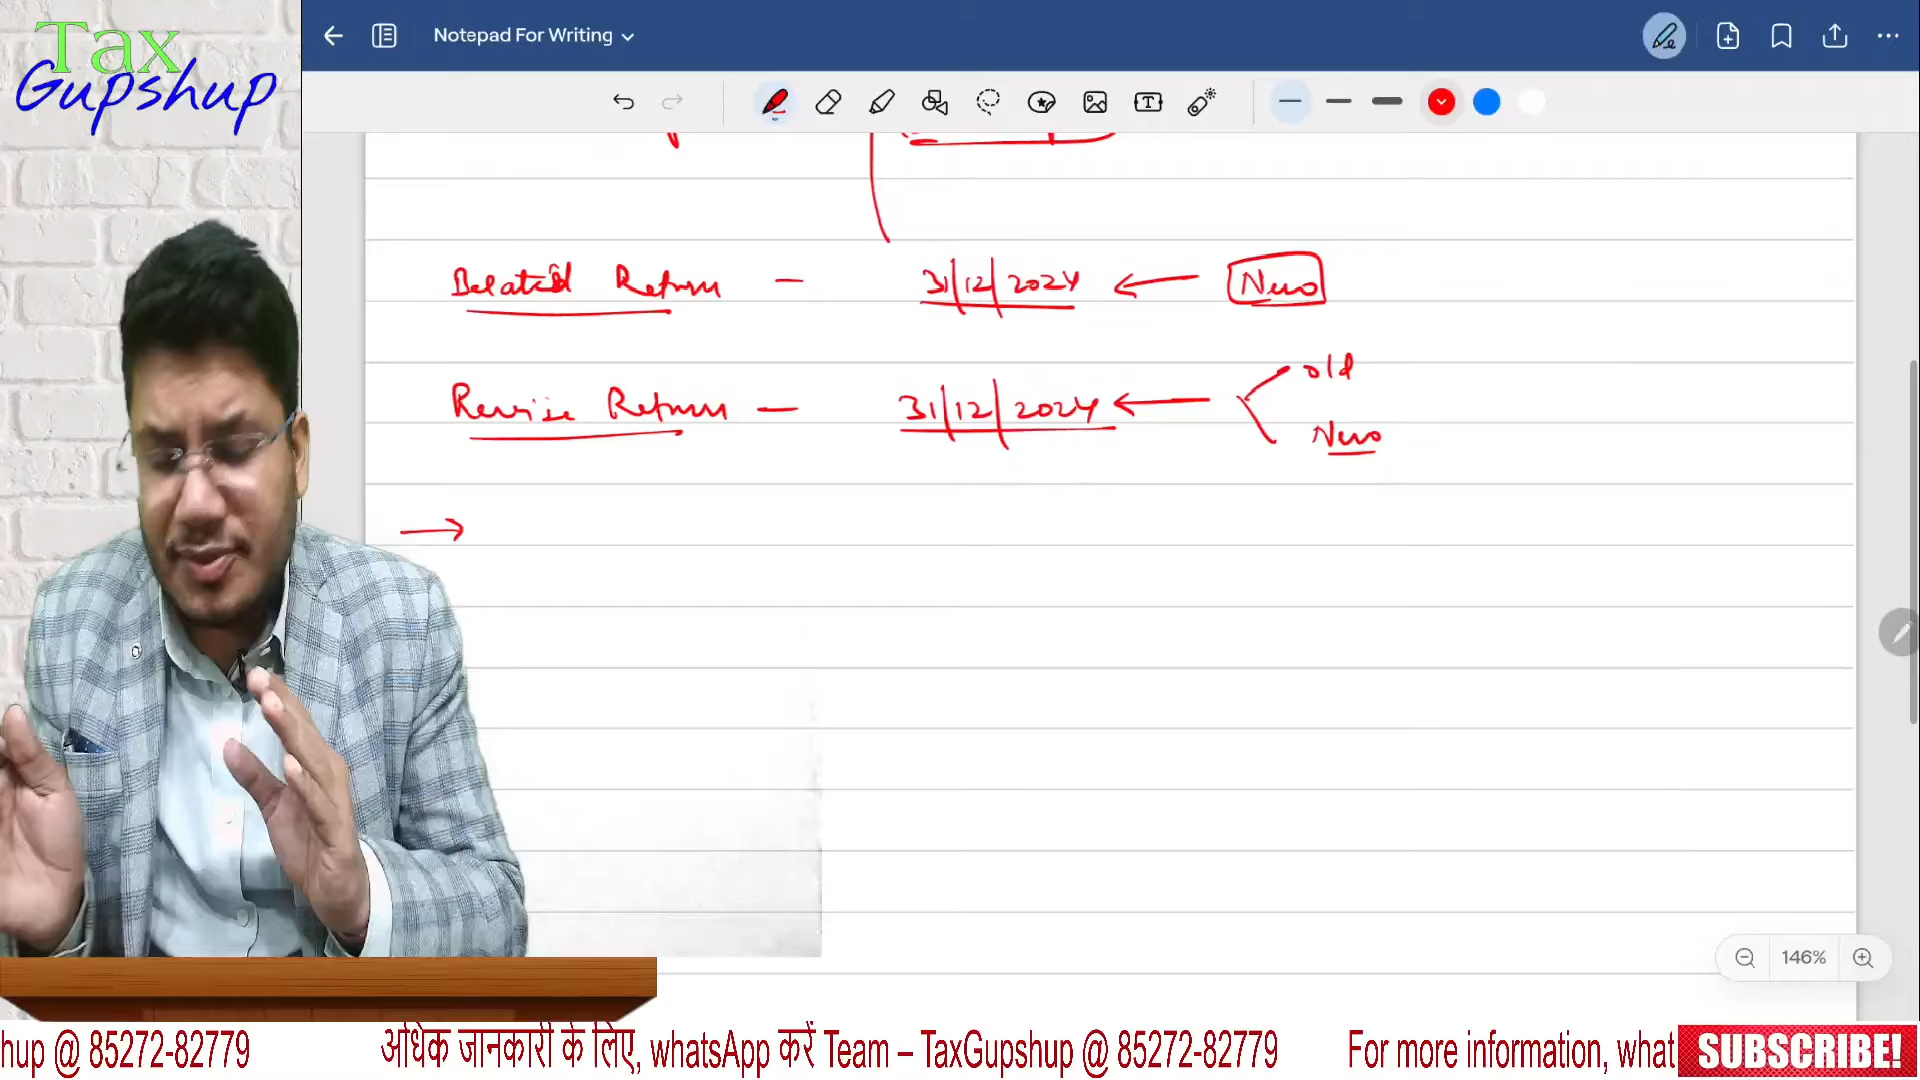 Tax
Gupshup
Notepad For Writing
Belated Return - 31/12/2024 ← New
Revise Return - 31/12/2024 ← old
New
→
146%
hup @ 85272-82779 अधिक जानकारी के लिए, whatsApp करें Team – TaxGupshup @ 85272-82779 For more information, what
SUBSCRIBE!